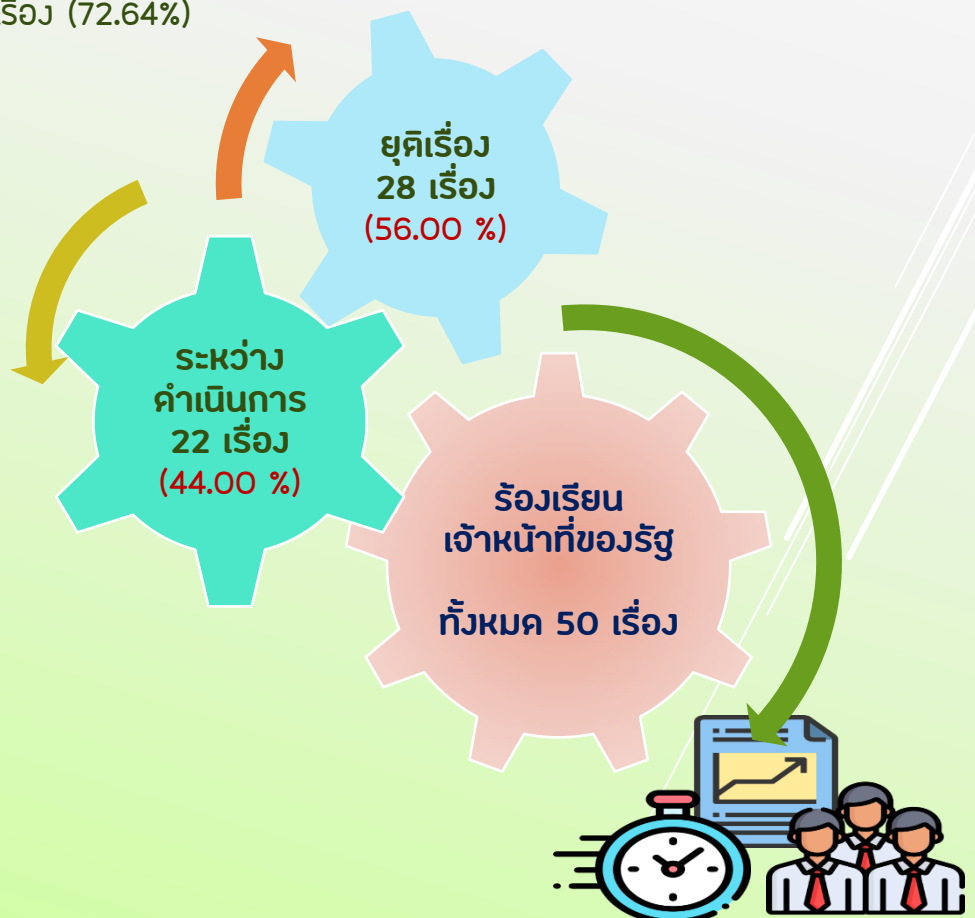 รื่อง (72.64%)
ยุติเรื่อง
28 เรื่อง
(56.00 %)
ระหว่าง
ดำเนินการ
22 เรื่อง
(44.00 %)
ร้องเรียน
เจ้าหน้าที่ของรัฐ
ทั้งหมด 50 เรื่อง